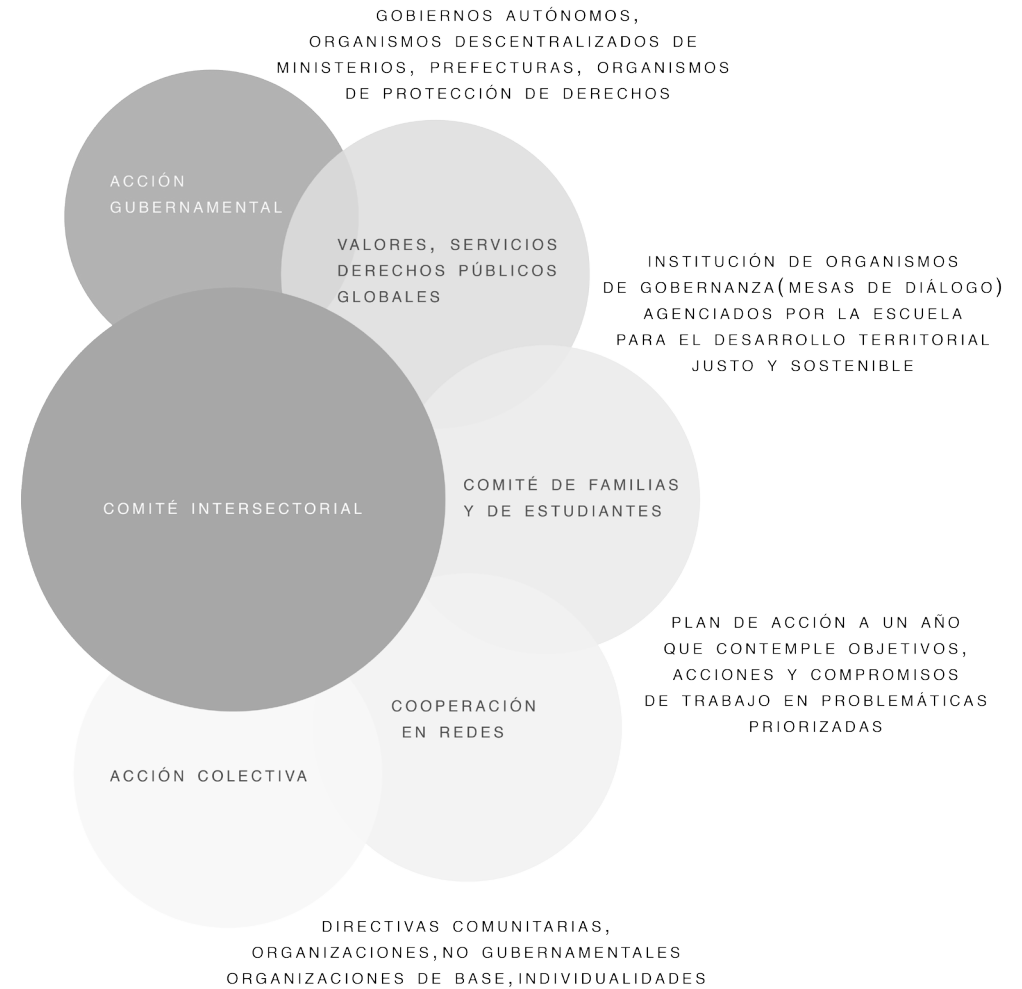 GOBIERNOS AUTÓNOMOS,
ORGANISMOS DESCENTRALIZADOS DE
MINISTERIOS, PREFECTURAS, ORGANISMOS
DE PROTECCIÓN DE DERECHOS
ACCIÓN
GUBERNAMENTAL
VALORES, SERVICIOS
DERECHOS PÚBLICOS
GLOBALES
INSTITUCIÓN DE ORGANISMOS
DE GOBERNANZA(MESAS DE DIÁLOGO)
AGENCIADOS POR LA ESCUELA
PARA EL DESARROLLO TERRITORIAL
JUSTO Y SOSTENIBLE
COMITÉ INTERSECTORIAL
COMITÉ DE FAMILIAS
Y DE ESTUDIANTES
PLAN DE ACCIÓN A UN AÑO
QUE CONTEMPLE OBJETIVOS,
ACCIONES Y COMPROMISOS
DE TRABAJO EN PROBLEMÁTICAS
PRIORIZADAS
COOPERACIÓN
EN REDES
ACCIÓN COLECTIVA
DIRECTIVAS COMUNITARIAS,
ORGANIZACIONES,NO GUBERNAMENTALES
ORGANIZACIONES DE BASE,INDIVIDUALIDADES